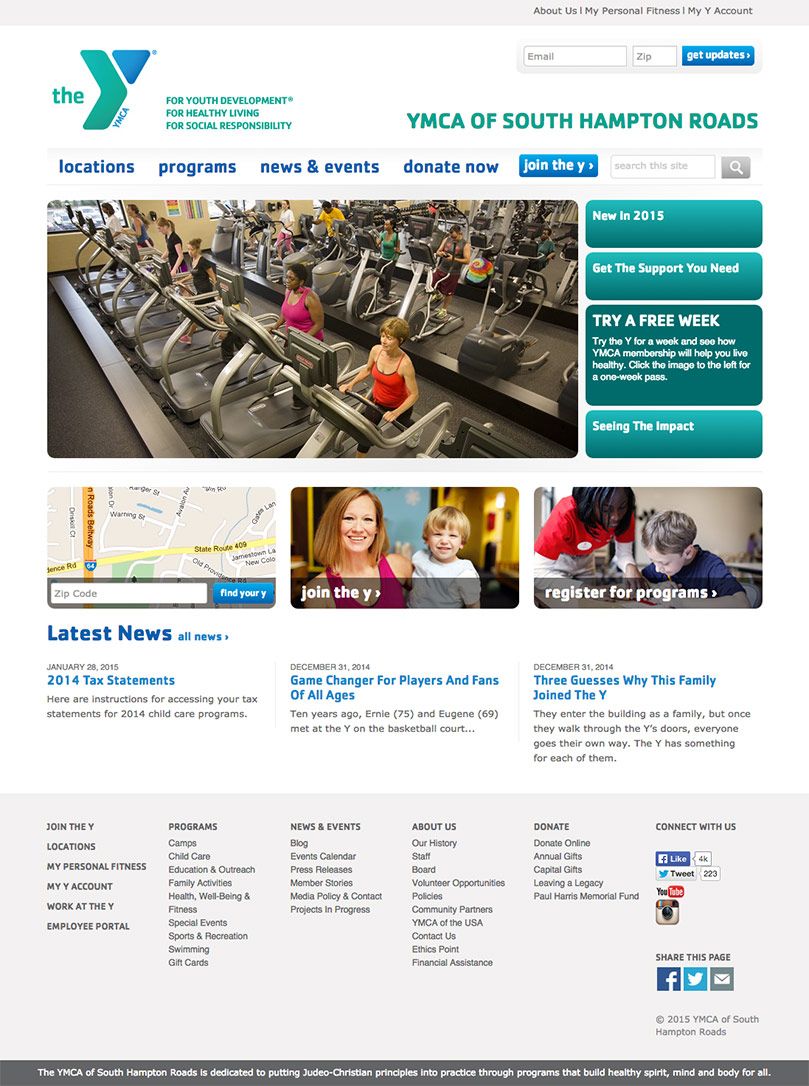 About Us | My Personal Fitness | My Y Account
Email
Zip
get updates ›
the
YMCA
®
FOR YOUTH DEVELOPMENT®
FOR HEALTHY LIVING
FOR SOCIAL RESPONSIBILITY
YMCA OF SOUTH HAMPTON ROADS
locations
programs
news & events
donate now
join the y ›
search this site
New In 2015
Get The Support You Need
TRY A FREE WEEK
Try the Y for a week and see how
YMCA membership will help you live
healthy. Click the image to the left for
a one-week pass.
Seeing The Impact
Ranger St
Warning St
Driskill Ct
n Roads Beltway
64
State Route 409
Jamestown La
New Colo
Gates Lan
Old Providence R
dence Rd
Zip Code
find your y
join the y ›
register for programs ›
Latest News all news ›
JANUARY 28, 2015
2014 Tax Statements
Here are instructions for accessing your tax
statements for 2014 child care programs.
DECEMBER 31, 2014
Game Changer For Players And Fans
Of All Ages
Ten years ago, Ernie (75) and Eugene (69)
met at the Y on the basketball court...
DECEMBER 31, 2014
Three Guesses Why This Family
Joined The Y
They enter the building as a family, but once
they walk through the Y's doors, everyone
goes their own way. The Y has something
for each of them.
JOIN THE Y
LOCATIONS
MY PERSONAL FITNESS
MY Y ACCOUNT
WORK AT THE Y
EMPLOYEE PORTAL
PROGRAMS
Camps
Child Care
Education & Outreach
Family Activities
Health, Well-Being &
Fitness
Special Events
Sports & Recreation
Swimming
Gift Cards
NEWS & EVENTS
Blog
Events Calendar
Press Releases
Member Stories
Media Policy & Contact
Projects In Progress
ABOUT US
Our History
Staff
Board
Volunteer Opportunities
Policies
Community Partners
YMCA of the USA
Contact Us
Ethics Point
Financial Assistance
DONATE
Donate Online
Annual Gifts
Capital Gifts
Leaving a Legacy
Paul Harris Memorial Fund
CONNECT WITH US
Like 4k
Tweet 223
YouTube
SHARE THIS PAGE
© 2015 YMCA of South
Hampton Roads
The YMCA of South Hampton Roads is dedicated to putting Judeo-Christian principles into practice through programs that build healthy spirit, mind and body for all.